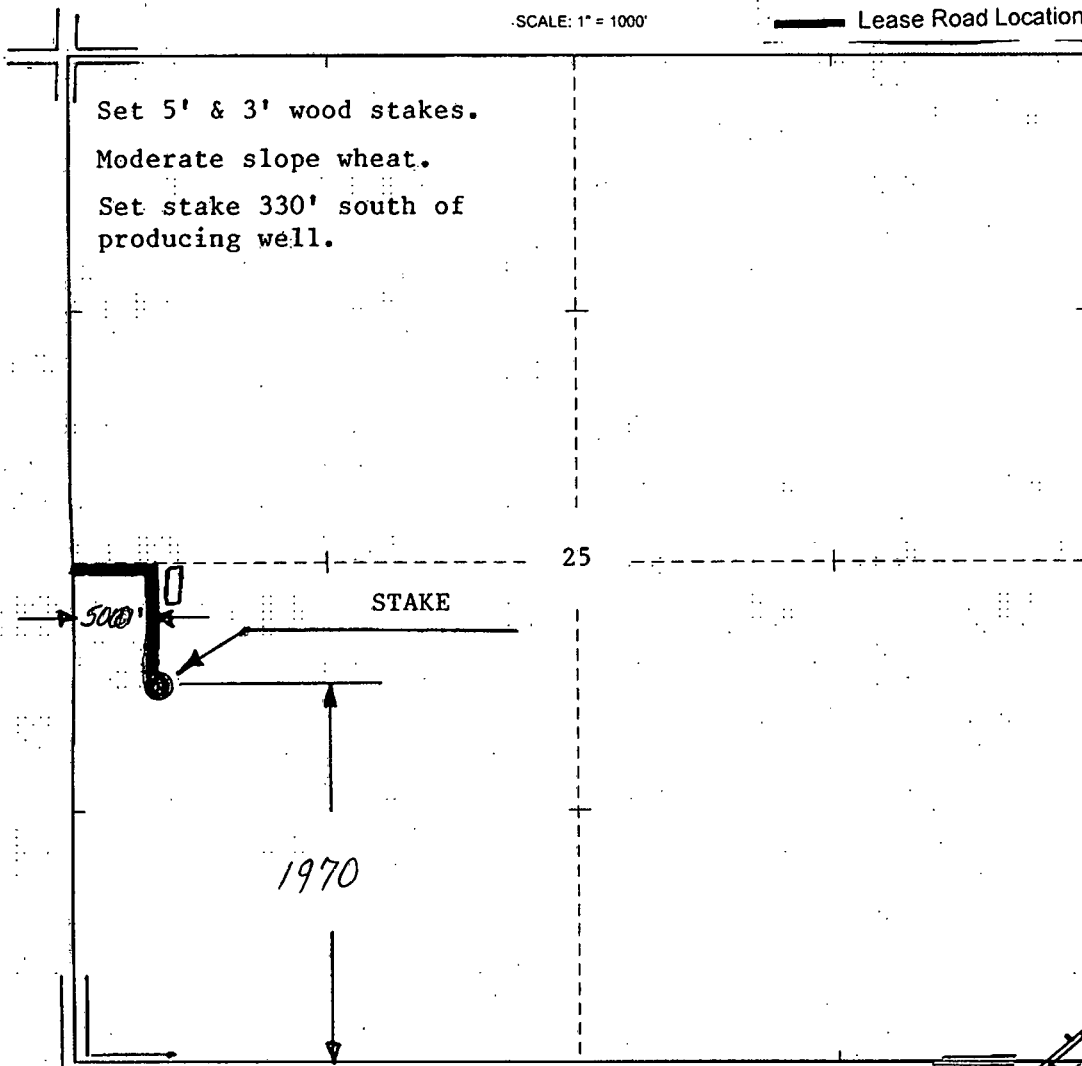 SCALE: 1" = 1000'
Lease Road Location
Set 5' & 3' wood stakes.
Moderate slope wheat.
Set stake 330' south of
producing well.
25
STAKE
1970